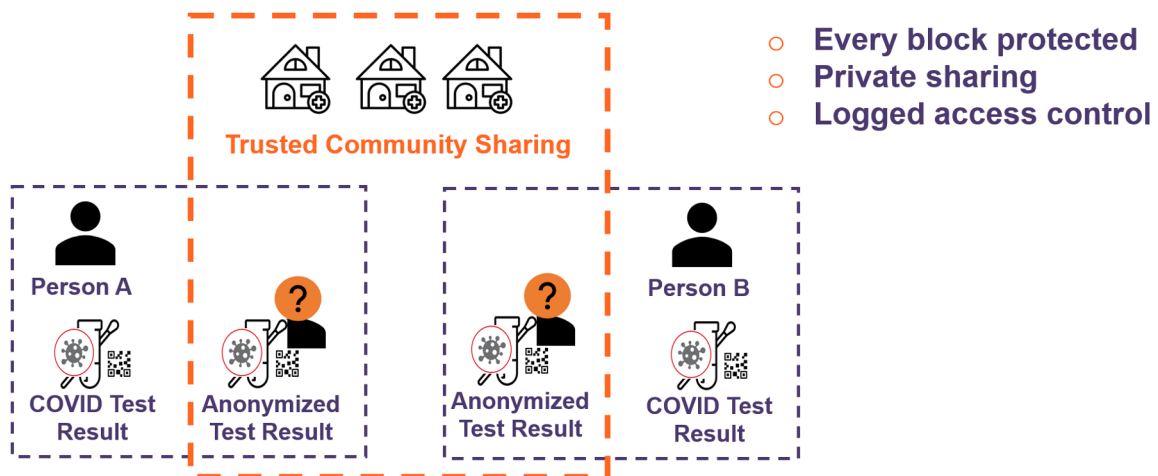 Every block protected
Private sharing
Logged access control
Trusted Community Sharing
Person A
COVID Test
Result
?
Anonymized
Test Result
?
Anonymized
Test Result
Person B
COVID Test
Result